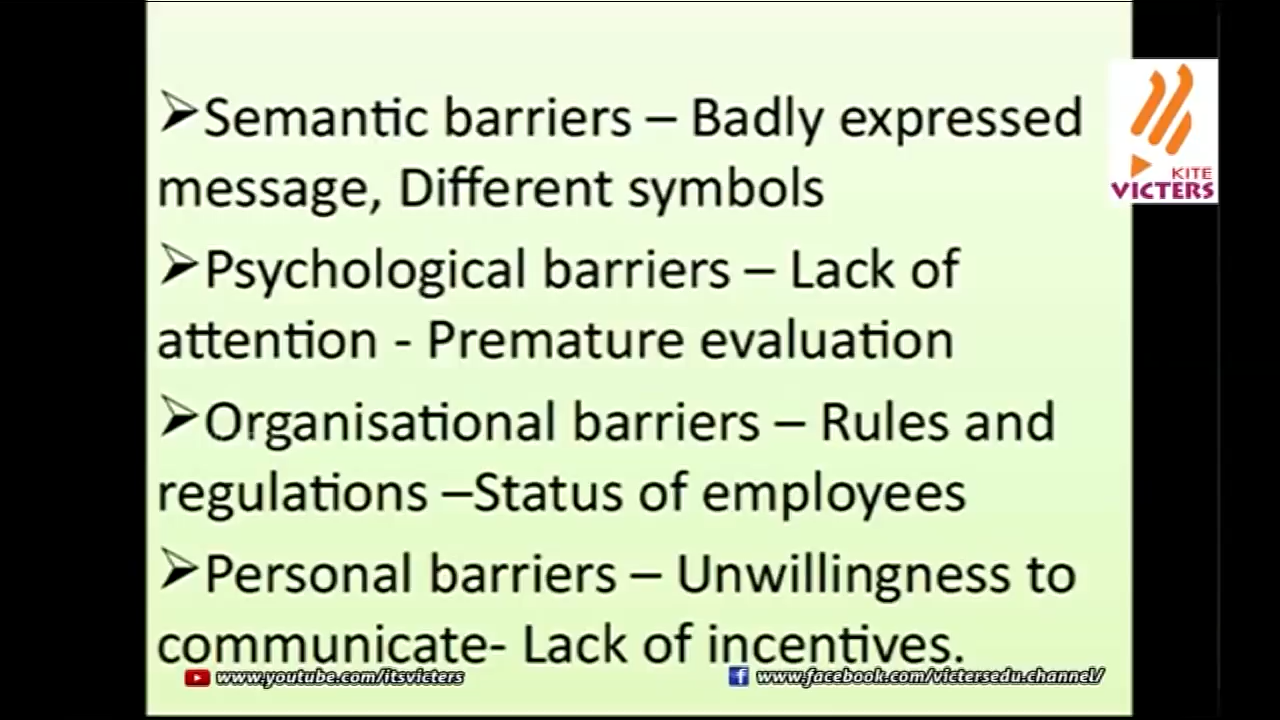 ➢Semantic barriers – Badly expressed
message, Different symbols
➢Psychological barriers – Lack of
attention - Premature evaluation
➢Organisational barriers – Rules and
regulations –Status of employees
➢Personal barriers – Unwillingness to
communicate- Lack of incentives.
KITE
VICTERS
www.youtube.com/itsvicters
www.facebook.com/victersedu.channel/